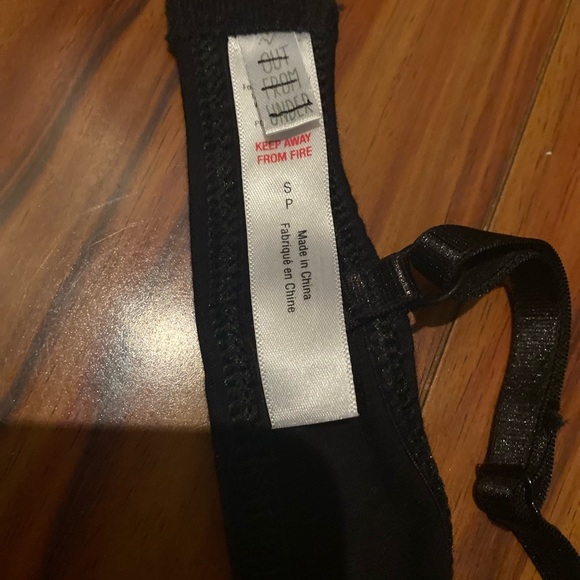 OUT
FROM
UNDER
KEEP AWAY
FROM FIRE
S
P
Made in China
Fabriqué en Chine